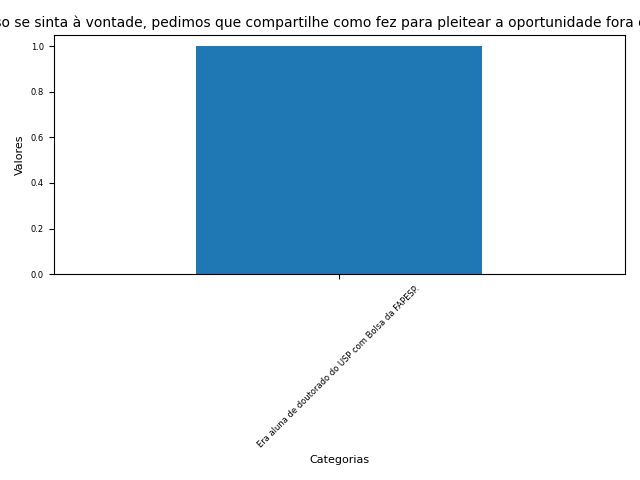 so se sinta à vontade, pedimos que compartilhe como fez para pleitear a oportunidade fora
1.0
0.8
0.6
0.4
0.2
0.0
Valores
Era aluna de doutorado do USP com Bolsa da FAPESP.
Categorias